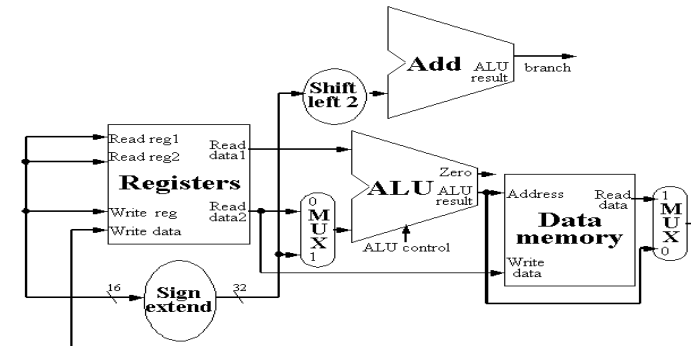 Add
ALU
result
branch
Shift
left 2
Read reg1
Read reg2
Registers
Write reg
Write data
Read
data1
Read
data2
0
M
U
X
1
ALU
Zero
ALU
result
ALU control
Address
Read
data
Data
memory
Write
data
1
M
U
X
0
16
Sign
extend
32